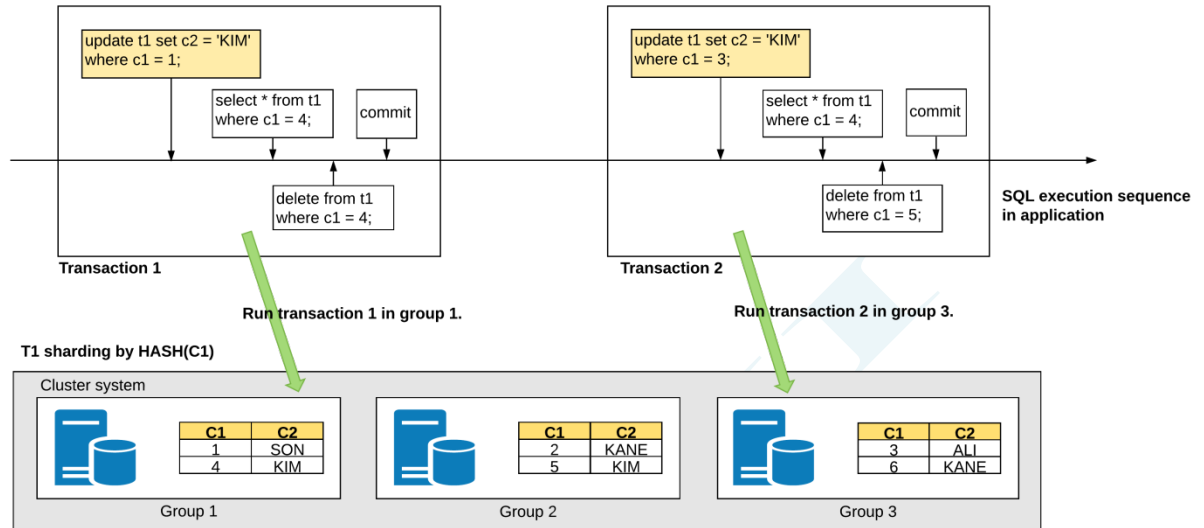 update t1 set c2 = 'KIM'
where c1 = 1;
select * from t1
where c1 = 4;
commit
delete from t1
where c1 = 4;
Transaction 1
update t1 set c2 = 'KIM'
where c1 = 3;
select * from t1
where c1 = 4;
commit
delete from t1
where c1 = 5;
Transaction 2
SQL execution sequence
in application
Run transaction 1 in group 1.
Run transaction 2 in group 3.
T1 sharding by HASH(C1)
Cluster system
C1 C2
1 SON
4 KIM
Group 1
C1 C2
2 KANE
5 KIM
Group 2
C1 C2
3 ALI
6 KANE
Group 3